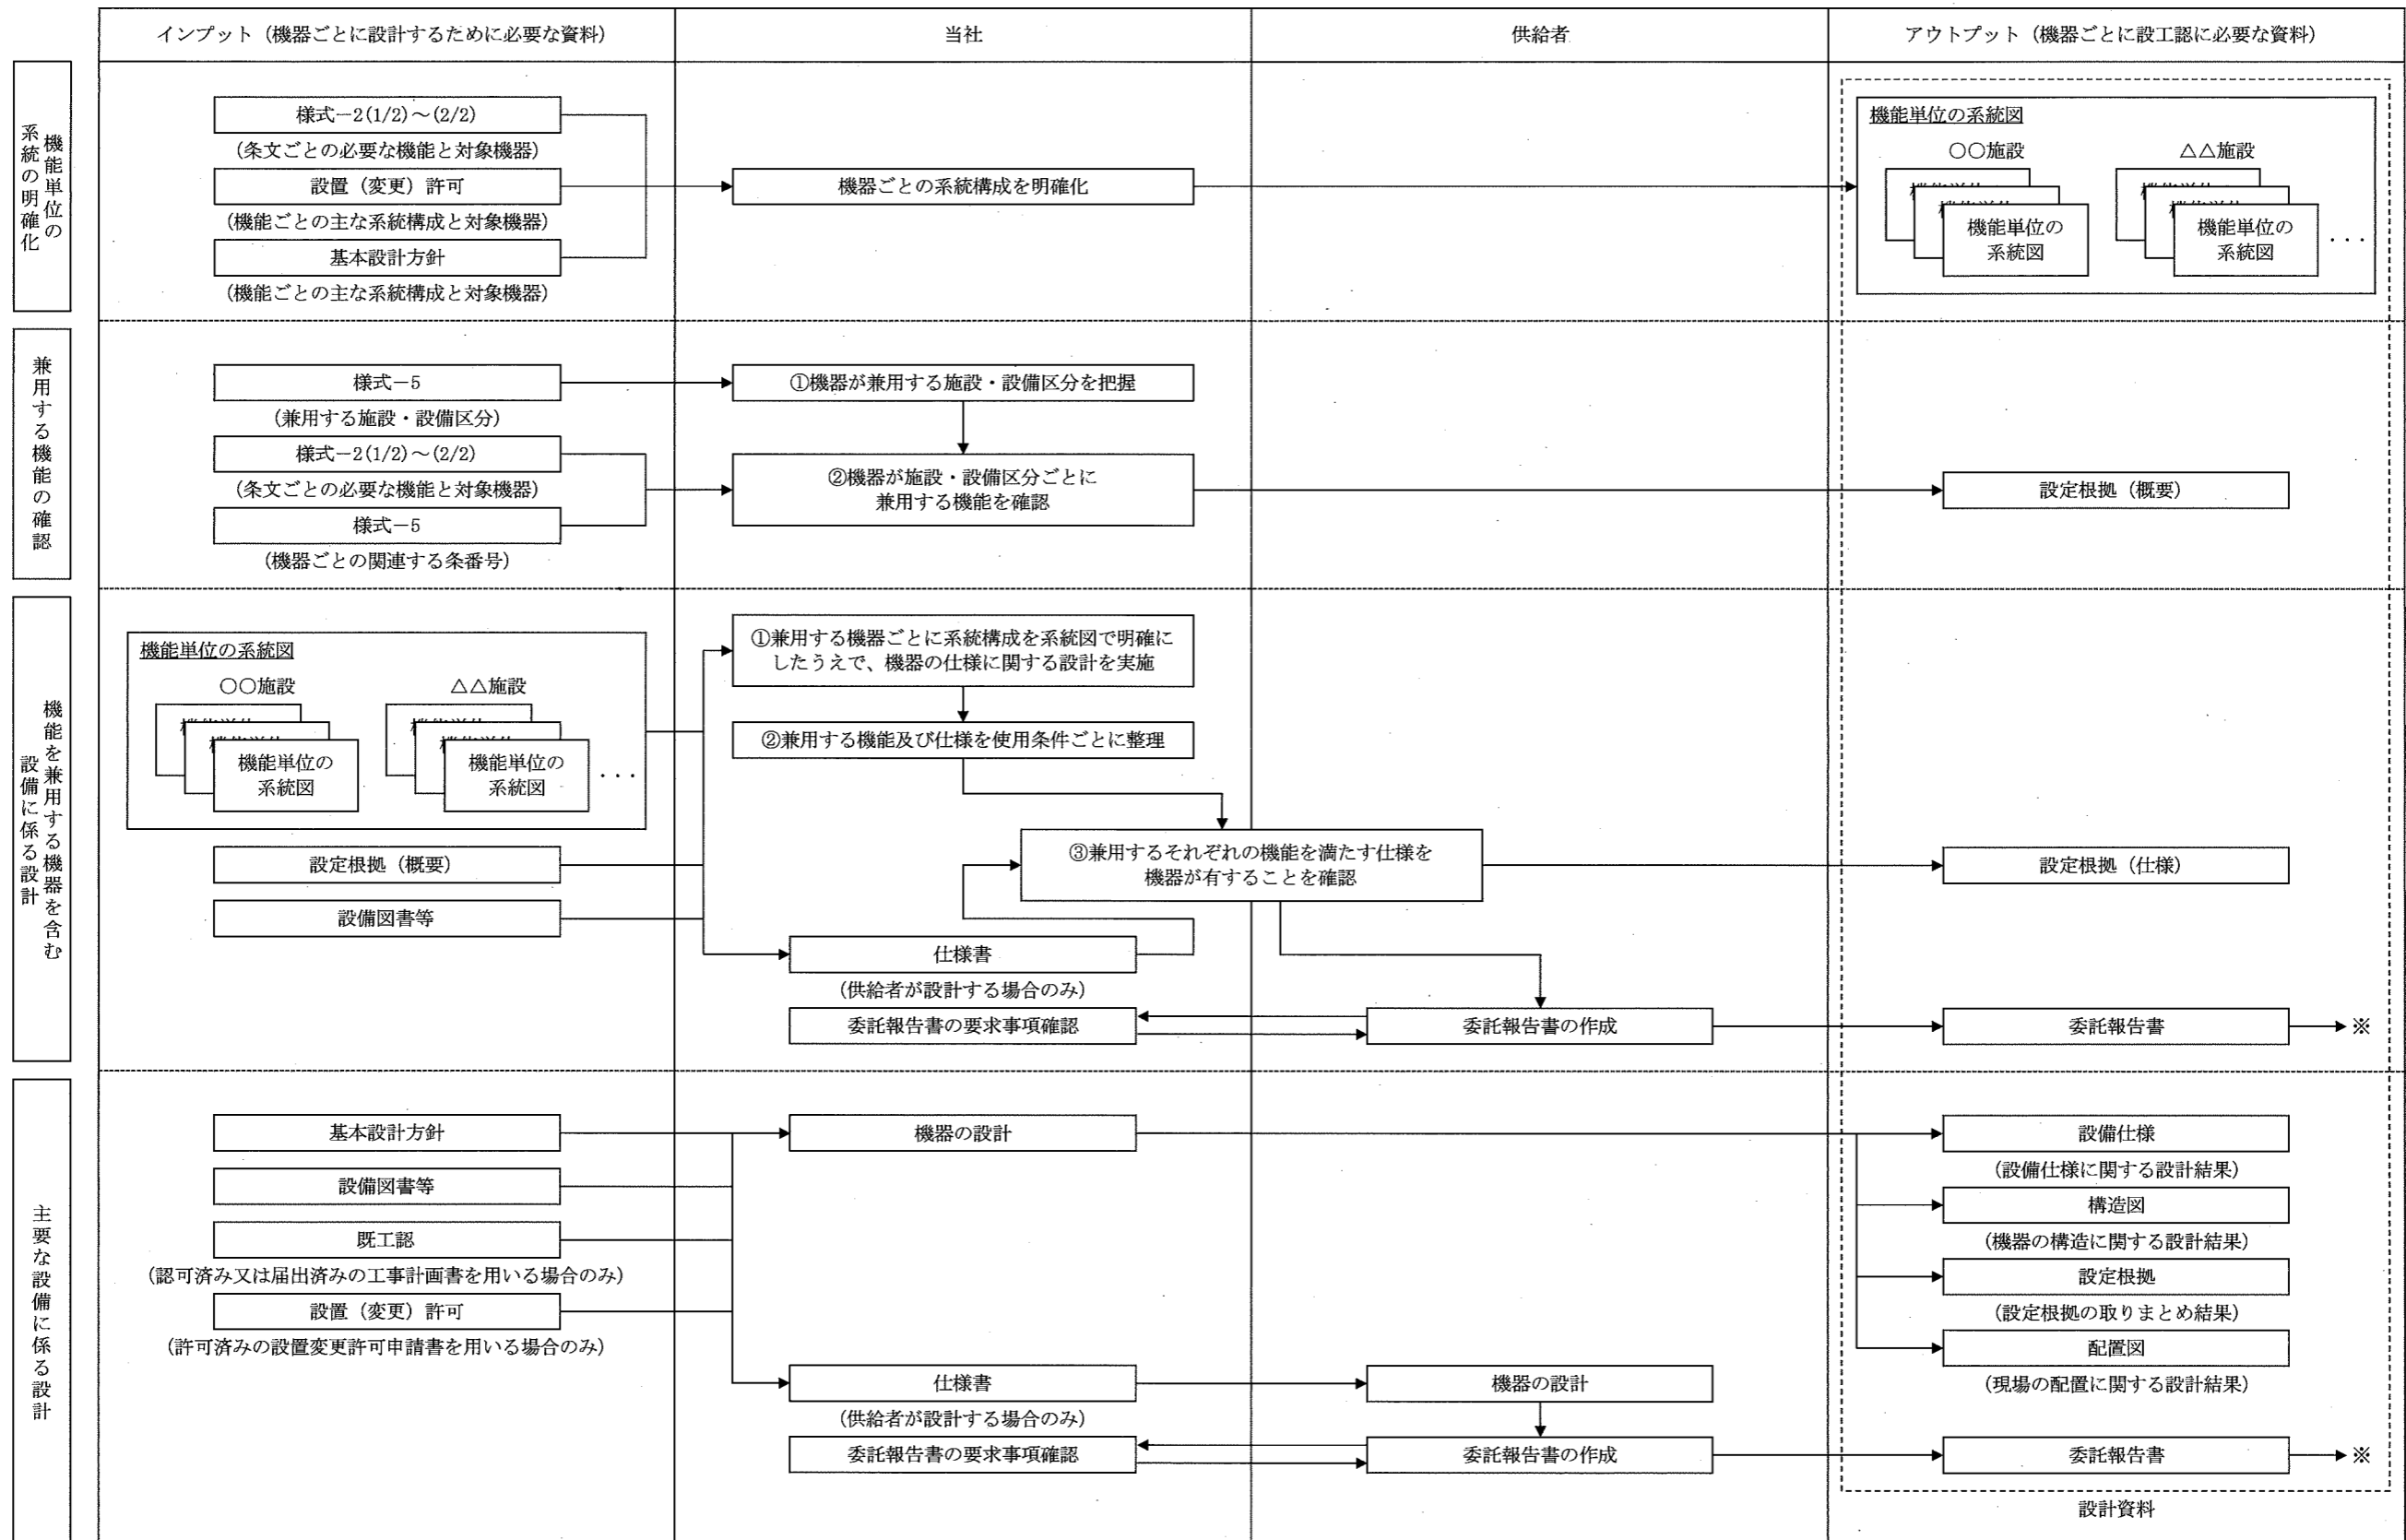 インプット（機器ごとに設計するために必要な資料）
当社
供給者
アウトプット（機器ごとに設工認に必要な資料）
機能単位の
系統の明確化
様式－2(1/2)～(2/2)
（条文ごとの必要な機能と対象機器）
設置（変更）許可
（機能ごとの主な系統構成と対象機器）
基本設計方針
（機能ごとの主な系統構成と対象機器）
機器ごとの系統構成を明確化
機能単位の系統図
○○施設
△△施設
機能単位の
系統図
機能単位の
系統図
・・・
兼用する機能の確認
様式－5
（兼用する施設・設備区分）
様式－2(1/2)～(2/2)
（条文ごとの必要な機能と対象機器）
様式－5
（機器ごとの関連する条番号）
①機器が兼用する施設・設備区分を把握
②機器が施設・設備区分ごとに
兼用する機能を確認
設定根拠（概要）
機能を兼用する機器を含む
設備に係る設計
機能単位の系統図
○○施設
△△施設
機能単位の
系統図
機能単位の
系統図
・・・
設定根拠（概要）
設備図書等
①兼用する機器ごとに系統構成を系統図で明確に
したうえで、機器の仕様に関する設計を実施
②兼用する機能及び仕様を使用条件ごとに整理
③兼用するそれぞれの機能を満たす仕様を
機器が有することを確認
設定根拠（仕様）
仕様書
（供給者が設計する場合のみ）
委託報告書の要求事項確認
委託報告書の作成
委託報告書
※
主要な設備に係る設計
基本設計方針
設備図書等
既工認
（認可済み又は届出済みの工事計画書を用いる場合のみ）
設置（変更）許可
（許可済みの設置変更許可申請書を用いる場合のみ）
機器の設計
設備仕様
（設備仕様に関する設計結果）
構造図
（機器の構造に関する設計結果）
設定根拠
（設定根拠の取りまとめ結果）
配置図
（現場の配置に関する設計結果）
仕様書
（供給者が設計する場合のみ）
機器の設計
委託報告書の要求事項確認
委託報告書の作成
委託報告書
※
設計資料